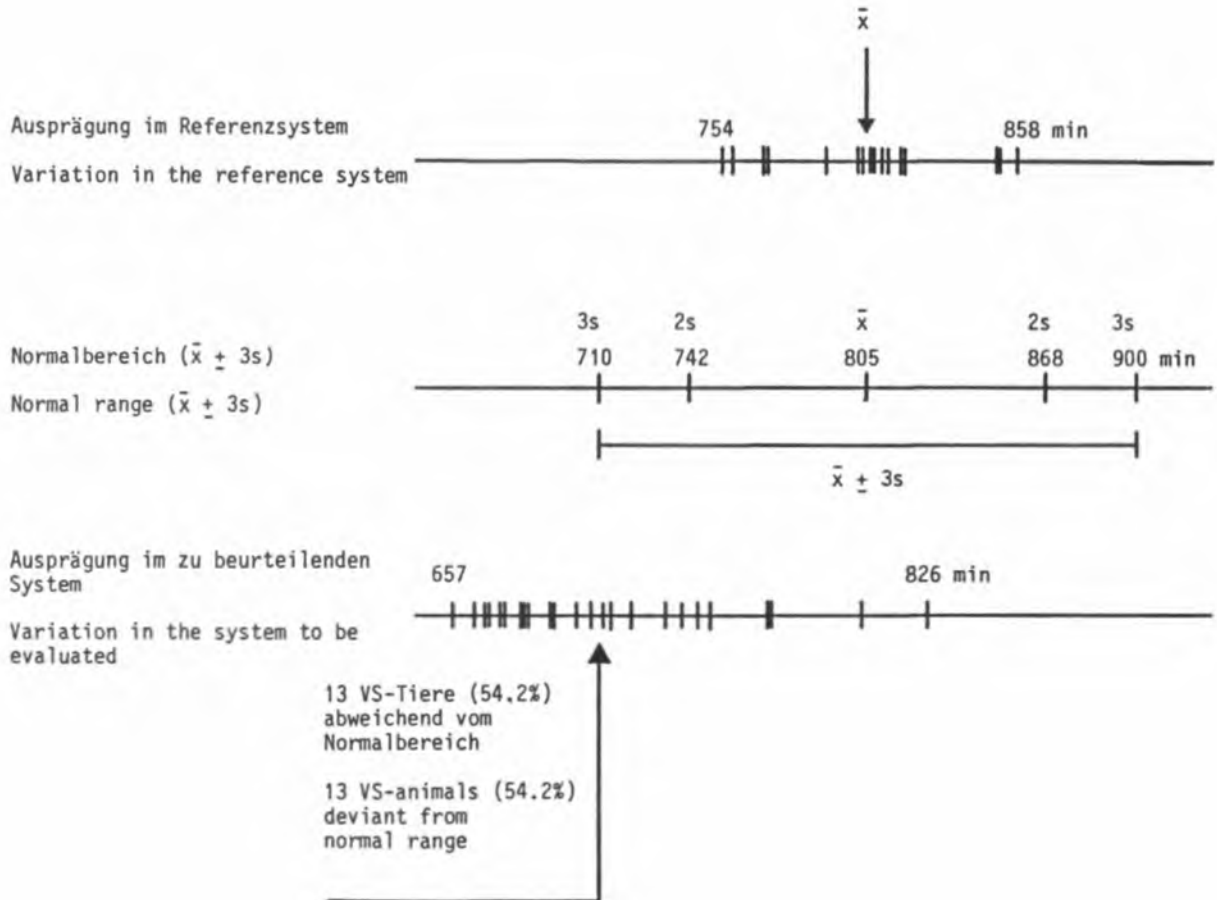 x̄
Ausprägung im Referenzsystem
754 858 min
Variation in the reference system
3s 2s x̄ 2s 3s
Normalbereich (x̄ ± 3s) 710 742 805 868 900 min
Normal range (x̄ ± 3s)
x̄ ± 3s
Ausprägung im zu beurteilenden
System
657 826 min
Variation in the system to be
evaluated
13 VS-Tiere (54.2%)
abweichend vom
Normalbereich
13 VS-animals (54.2%)
deviant from
normal range